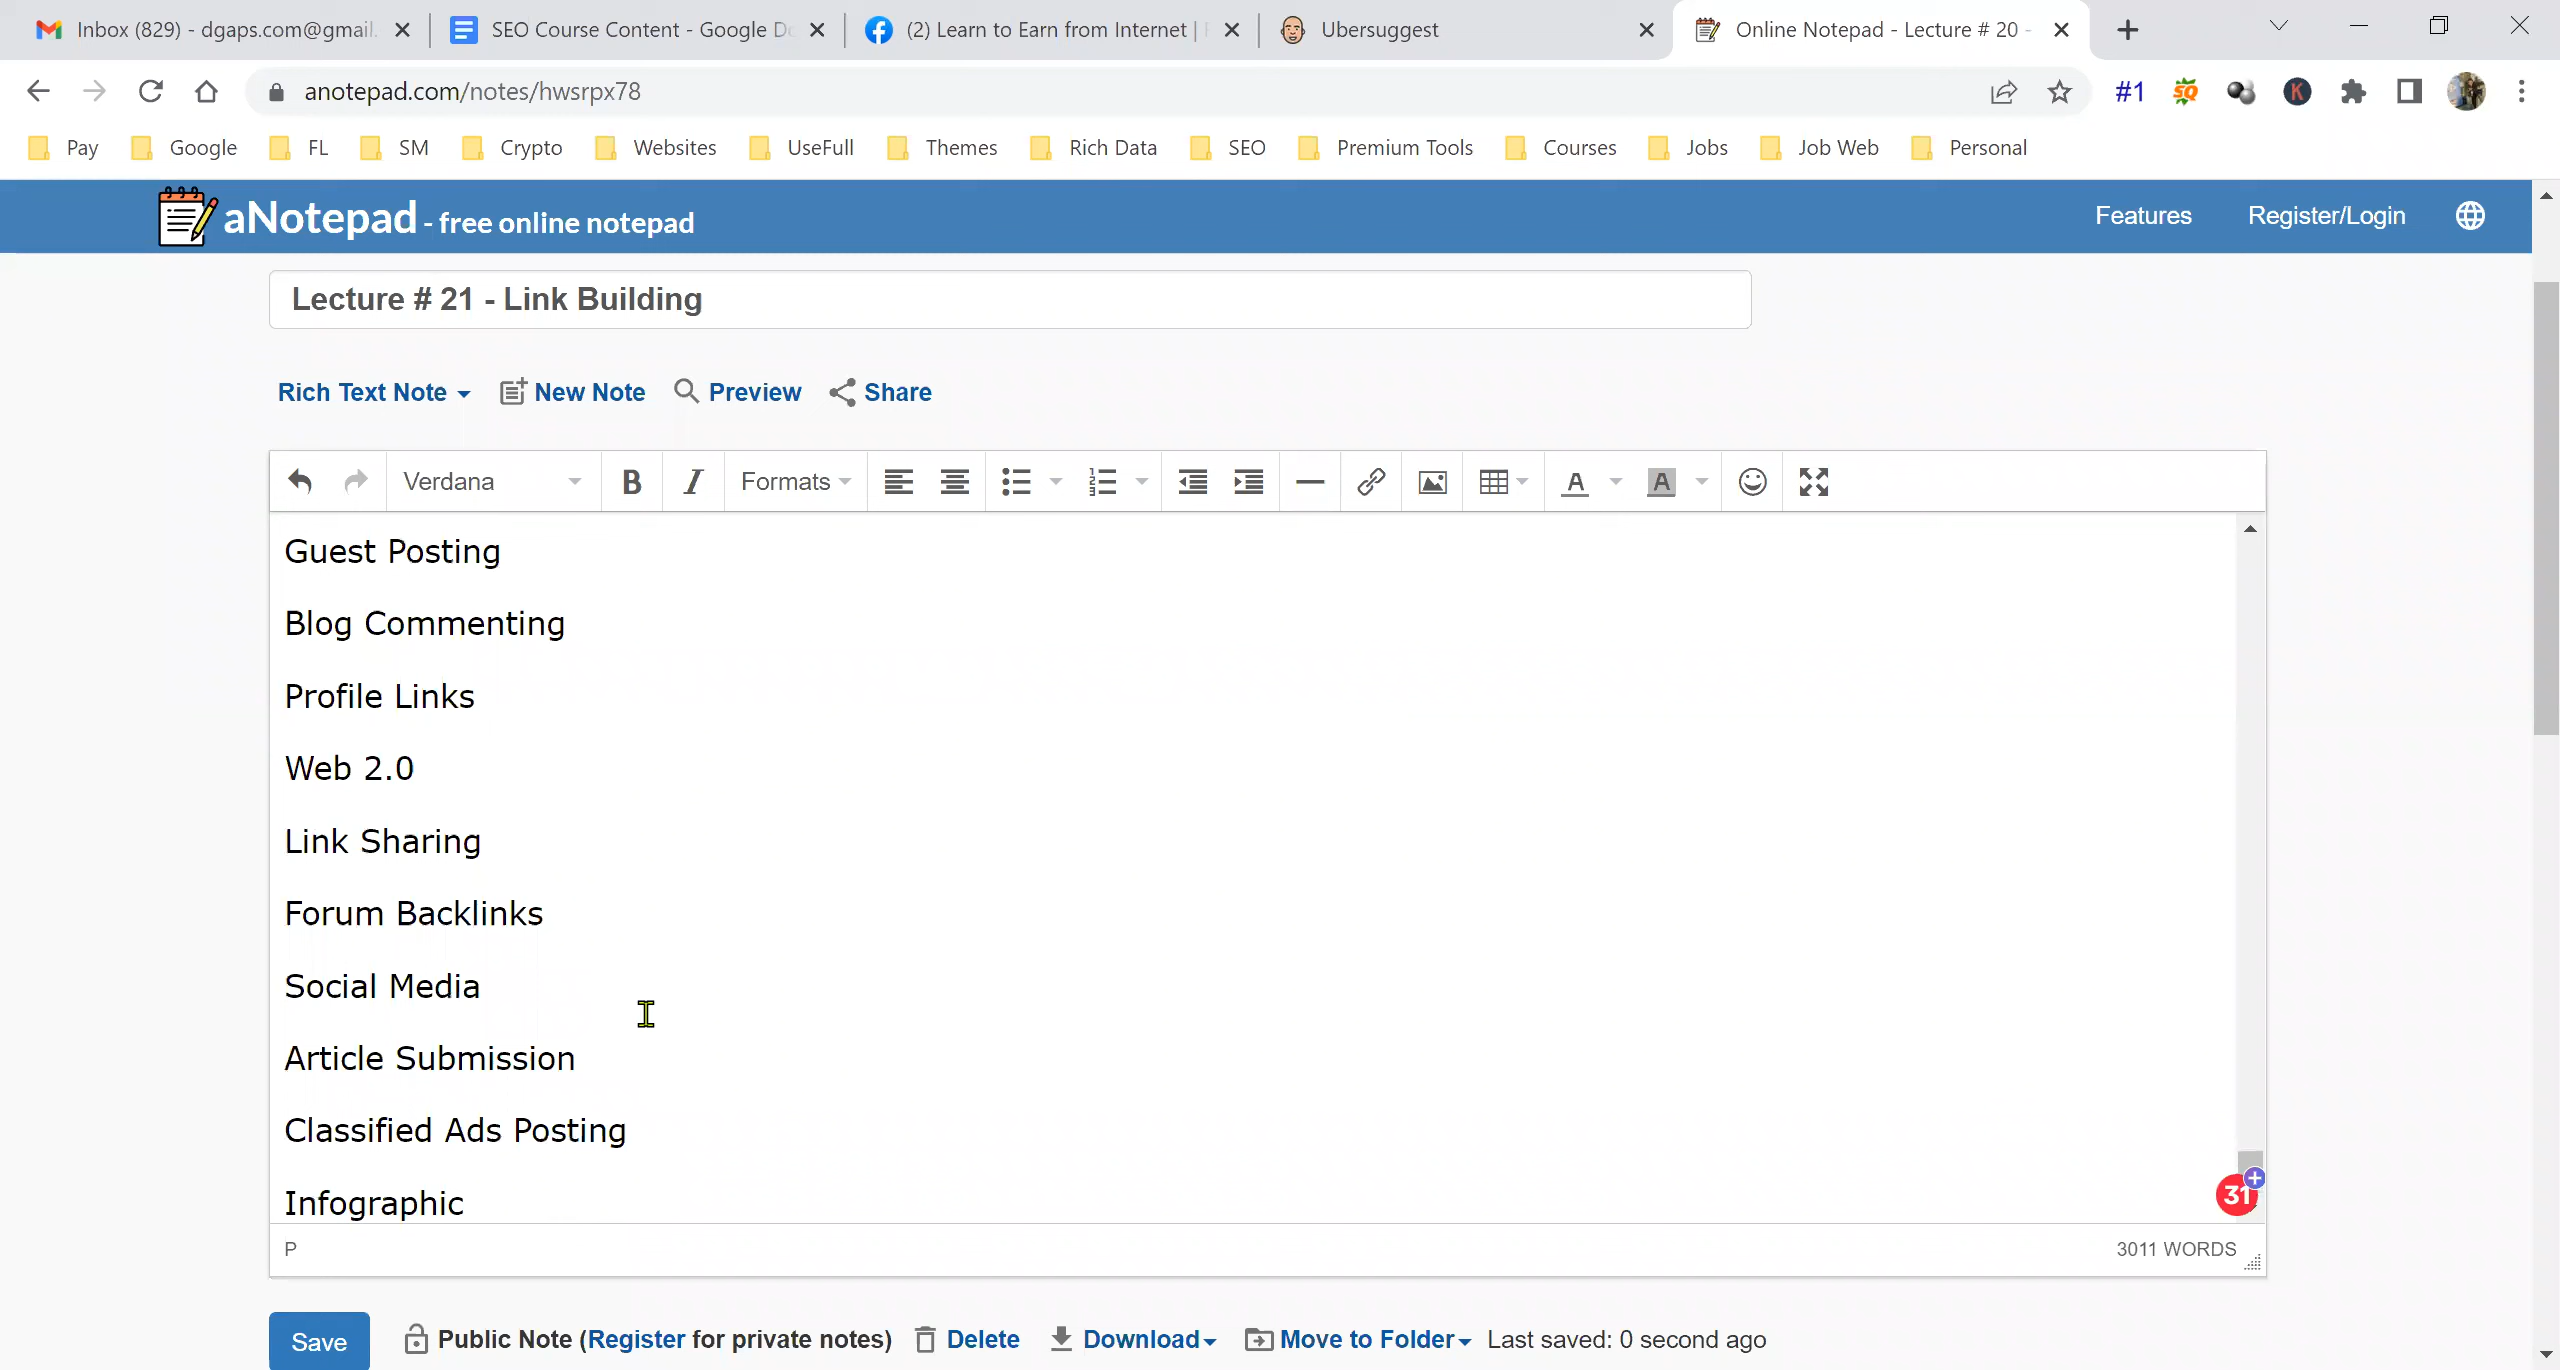 Inbox (829) - dgaps.com@gmail.
SEO Course Content - Google Do
(2) Learn to Earn from Internet |
Ubersuggest
Online Notepad - Lecture # 20 -
anotepad.com/notes/hwsrpx78
#1
SQ
K
Pay
Google
FL
SM
Crypto
Websites
UseFull
Themes
Rich Data
SEO
Premium Tools
Courses
Jobs
Job Web
Personal
aNotepad - free online notepad
Features
Register/Login
Lecture # 21 - Link Building
Rich Text Note
New Note
Preview
Share
Verdana
B
I
Formats
A
A
Guest Posting
Blog Commenting
Profile Links
Web 2.0
Link Sharing
Forum Backlinks
Social Media
Article Submission
Classified Ads Posting
Infographic
31
P
3011 WORDS
Save
Public Note (Register for private notes)
Delete
Download
Move to Folder
Last saved: 0 second ago